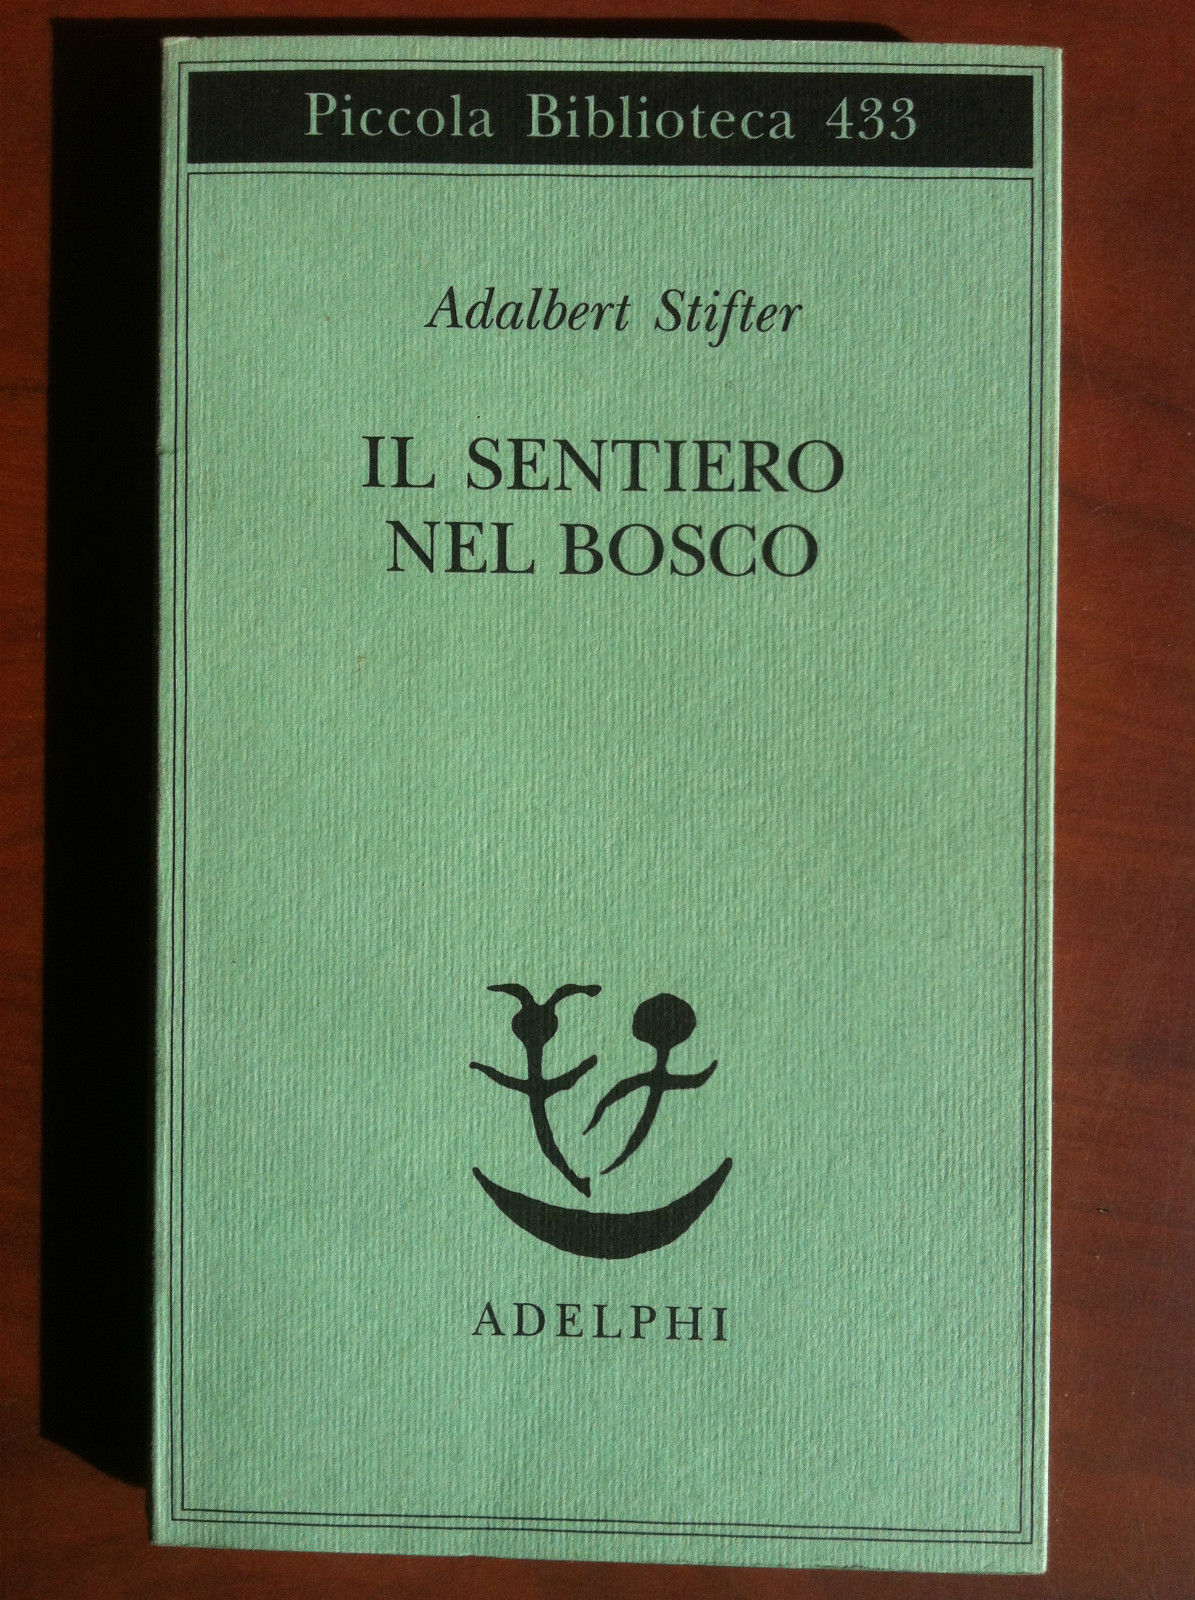 Piccola Biblioteca 433
Adalbert Stifter
IL SENTIERO
NEL BOSCO
ADELPHI